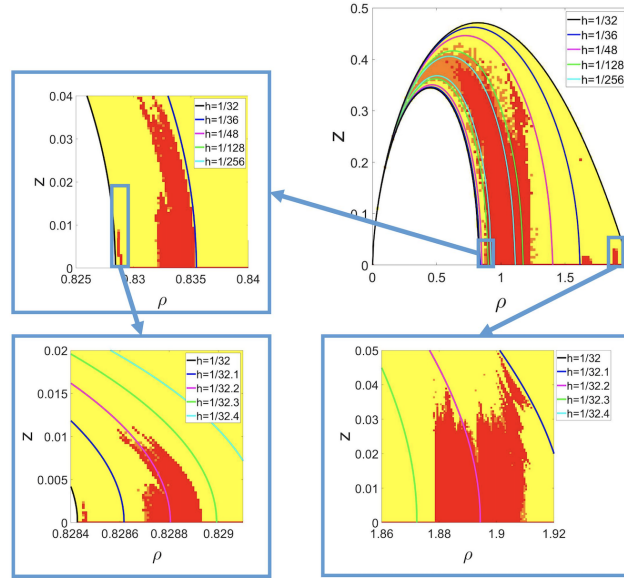 0.04
0.03
0.02
0.01
0
z
0.825
0.83
0.835
0.84
ρ
h=1/32
h=1/36
h=1/48
h=1/128
h=1/256
0.5
0.4
0.3
0.2
0.1
0
z
0
0.5
1
1.5
ρ
h=1/32
h=1/36
h=1/48
h=1/128
h=1/256
0.02
0.015
0.01
0.005
0
z
0.8284
0.8286
0.8288
0.829
ρ
h=1/32
h=1/32.1
h=1/32.2
h=1/32.3
h=1/32.4
0.05
0.04
0.03
0.02
0.01
0
z
1.86
1.88
1.9
1.92
ρ
h=1/32
h=1/32.1
h=1/32.2
h=1/32.3
h=1/32.4